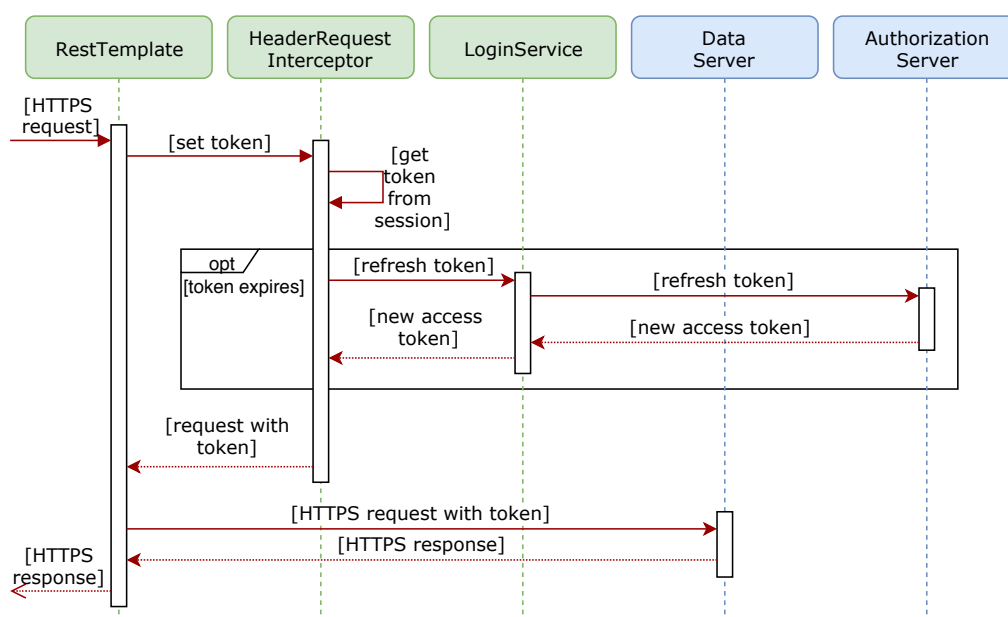 RestTemplate
HeaderRequest
Interceptor
LoginService
Data
Server
Authorization
Server
[HTTPS
request]
[set token]
[get
token
from
session]
opt
[token expires]
[refresh token]
[refresh token]
[new access
token]
[new access token]
[request with
token]
[HTTPS request with token]
[HTTPS response]
[HTTPS
response]